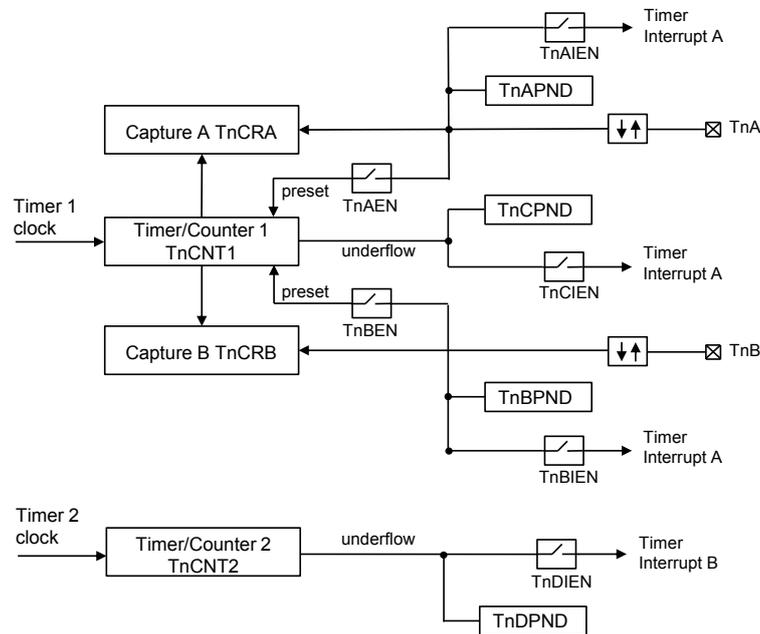 Timer
Interrupt A
TnAIEN
TnAPND
Capture A TnCRA
TnA
preset
TnAEN
Timer 1
clock
Timer/Counter 1
TnCNT1
underflow
TnCPND
Timer
Interrupt A
TnCIEN
preset
TnBEN
Capture B TnCRB
TnB
TnBPND
Timer
Interrupt A
TnBIEN
Timer 2
clock
Timer/Counter 2
TnCNT2
underflow
Timer
Interrupt B
TnDIEN
TnDPND